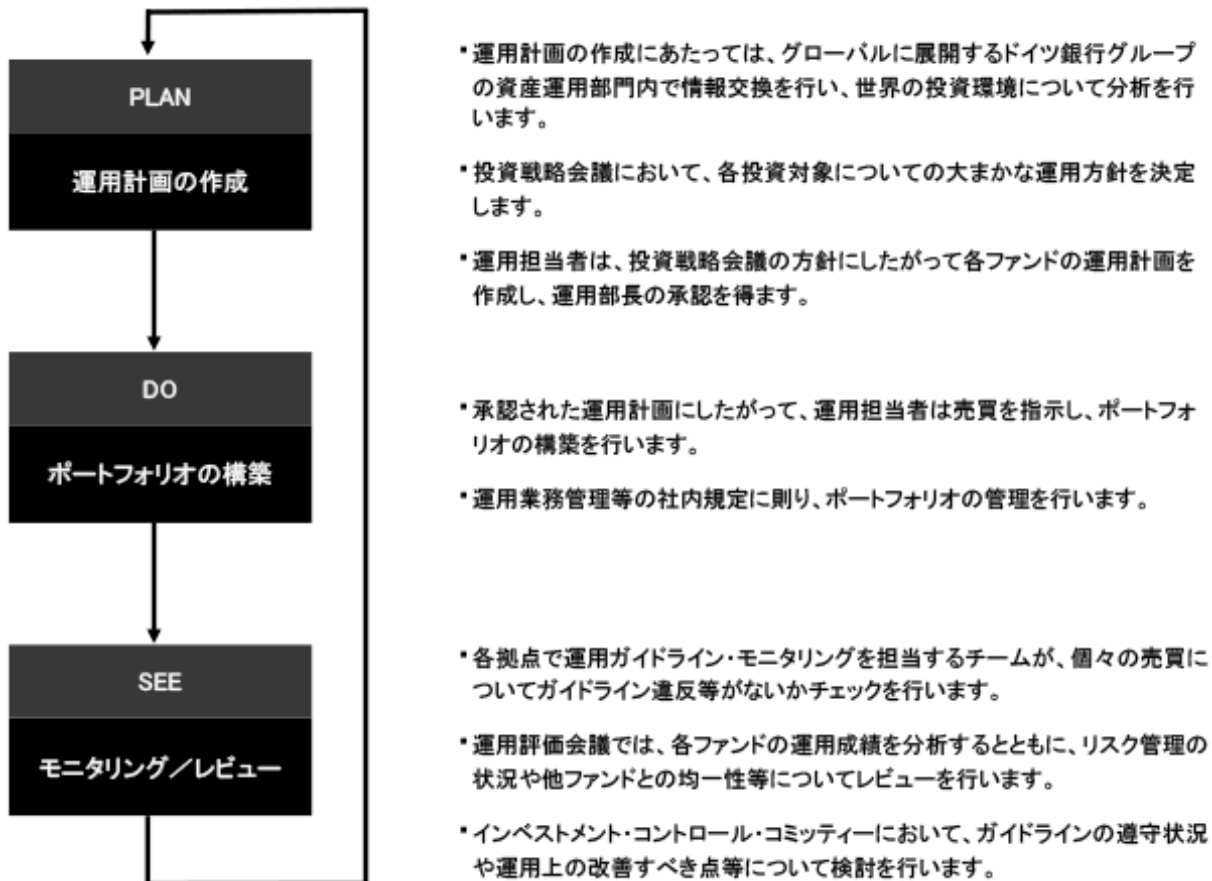 PLAN
運用計画の作成
▪運用計画の作成にあたっては、グローバルに展開するドイツ銀行グループ
の資産運用部門内で情報交換を行い、世界の投資環境について分析を行
います。
▪投資戦略会議において、各投資対象についての大まかな運用方針を決定
します。
▪運用担当者は、投資戦略会議の方針にしたがって各ファンドの運用計画を
作成し、運用部長の承認を得ます。
DO
ポートフォリオの構築
▪承認された運用計画にしたがって、運用担当者は売買を指示し、ポートフォ
リオの構築を行います。
▪運用業務管理等の社内規定に則り、ポートフォリオの管理を行います。
SEE
モニタリング／レビュー
▪各拠点で運用ガイドライン・モニタリングを担当するチームが、個々の売買に
ついてガイドライン違反等がないかチェックを行います。
▪運用評価会議では、各ファンドの運用成績を分析するとともに、リスク管理の
状況や他ファンドとの均一性等についてレビューを行います。
▪インベストメント・コントロール・コミッティーにおいて、ガイドラインの遵守状況
や運用上の改善すべき点等について検討を行います。